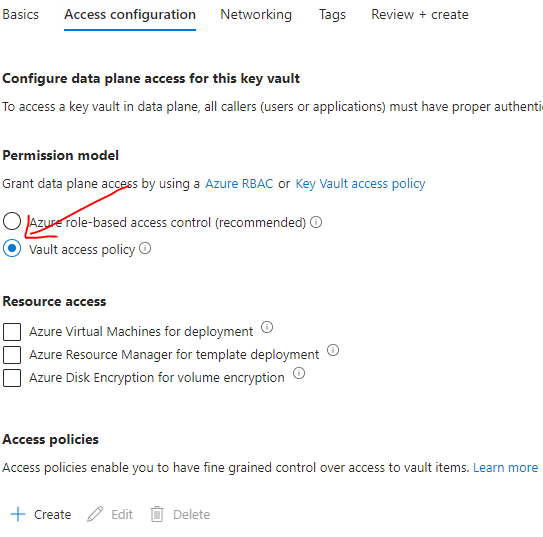 Basics Access configuration Networking Tags Review + create
Configure data plane access for this key vault
To access a key vault in data plane, all callers (users or applications) must have proper
Permission model
Grant data plane access by using a Azure RBAC or Key Vault access policy
Azure role-based access control (recommended)
Vault access policy
Resource access
Azure Virtual Machines for deployment
Azure Resource Manager for template deployment
Azure Disk Encryption for volume encryption
Access policies
Access policies enable you to have fine grained control over access to vault items. Learn more
+ Create Edit Delete